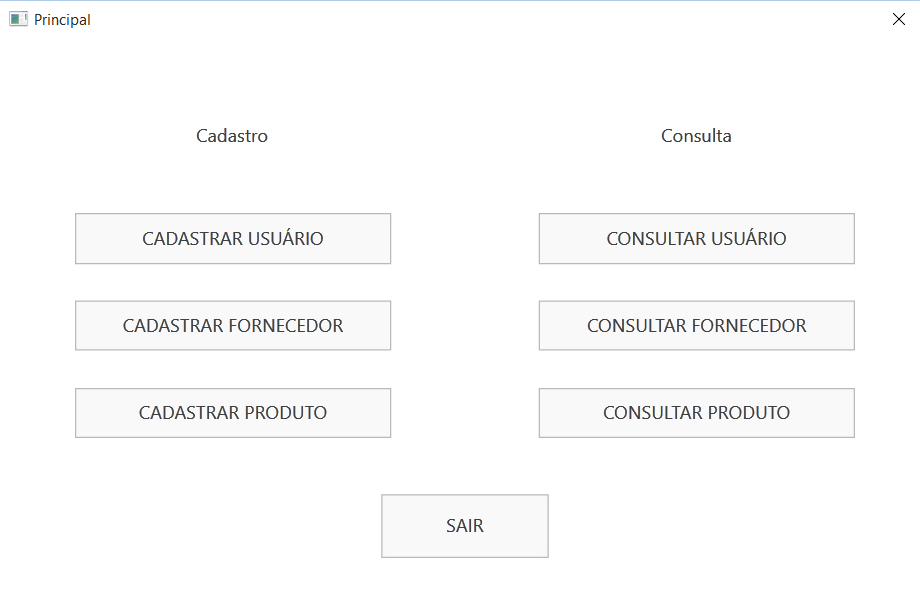 Principal
Cadastro
Consulta
CADASTRAR USUÁRIO
CONSULTAR USUÁRIO
CADASTRAR FORNECEDOR
CONSULTAR FORNECEDOR
CADASTRAR PRODUTO
CONSULTAR PRODUTO
SAIR